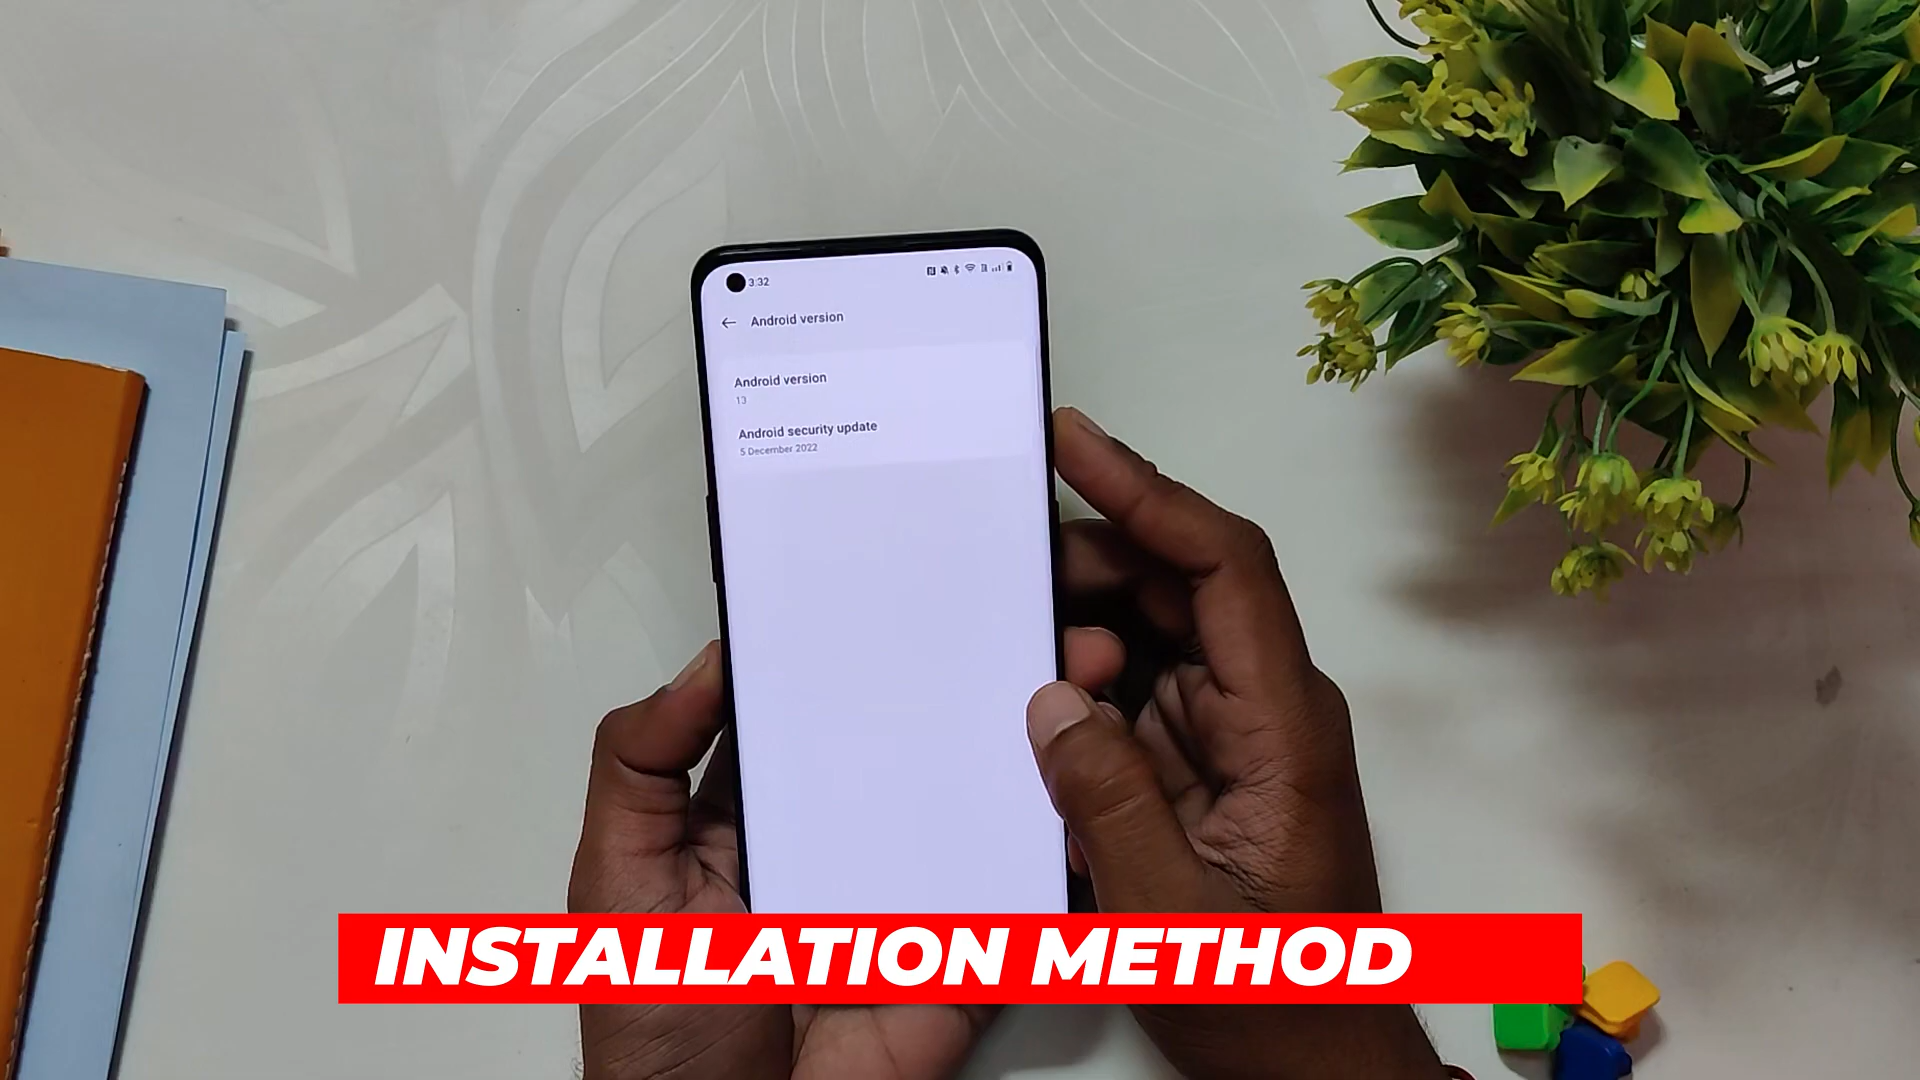 3:32
Android version
Android version
13
Android security update
5 December 2022
INSTALLATION METHOD